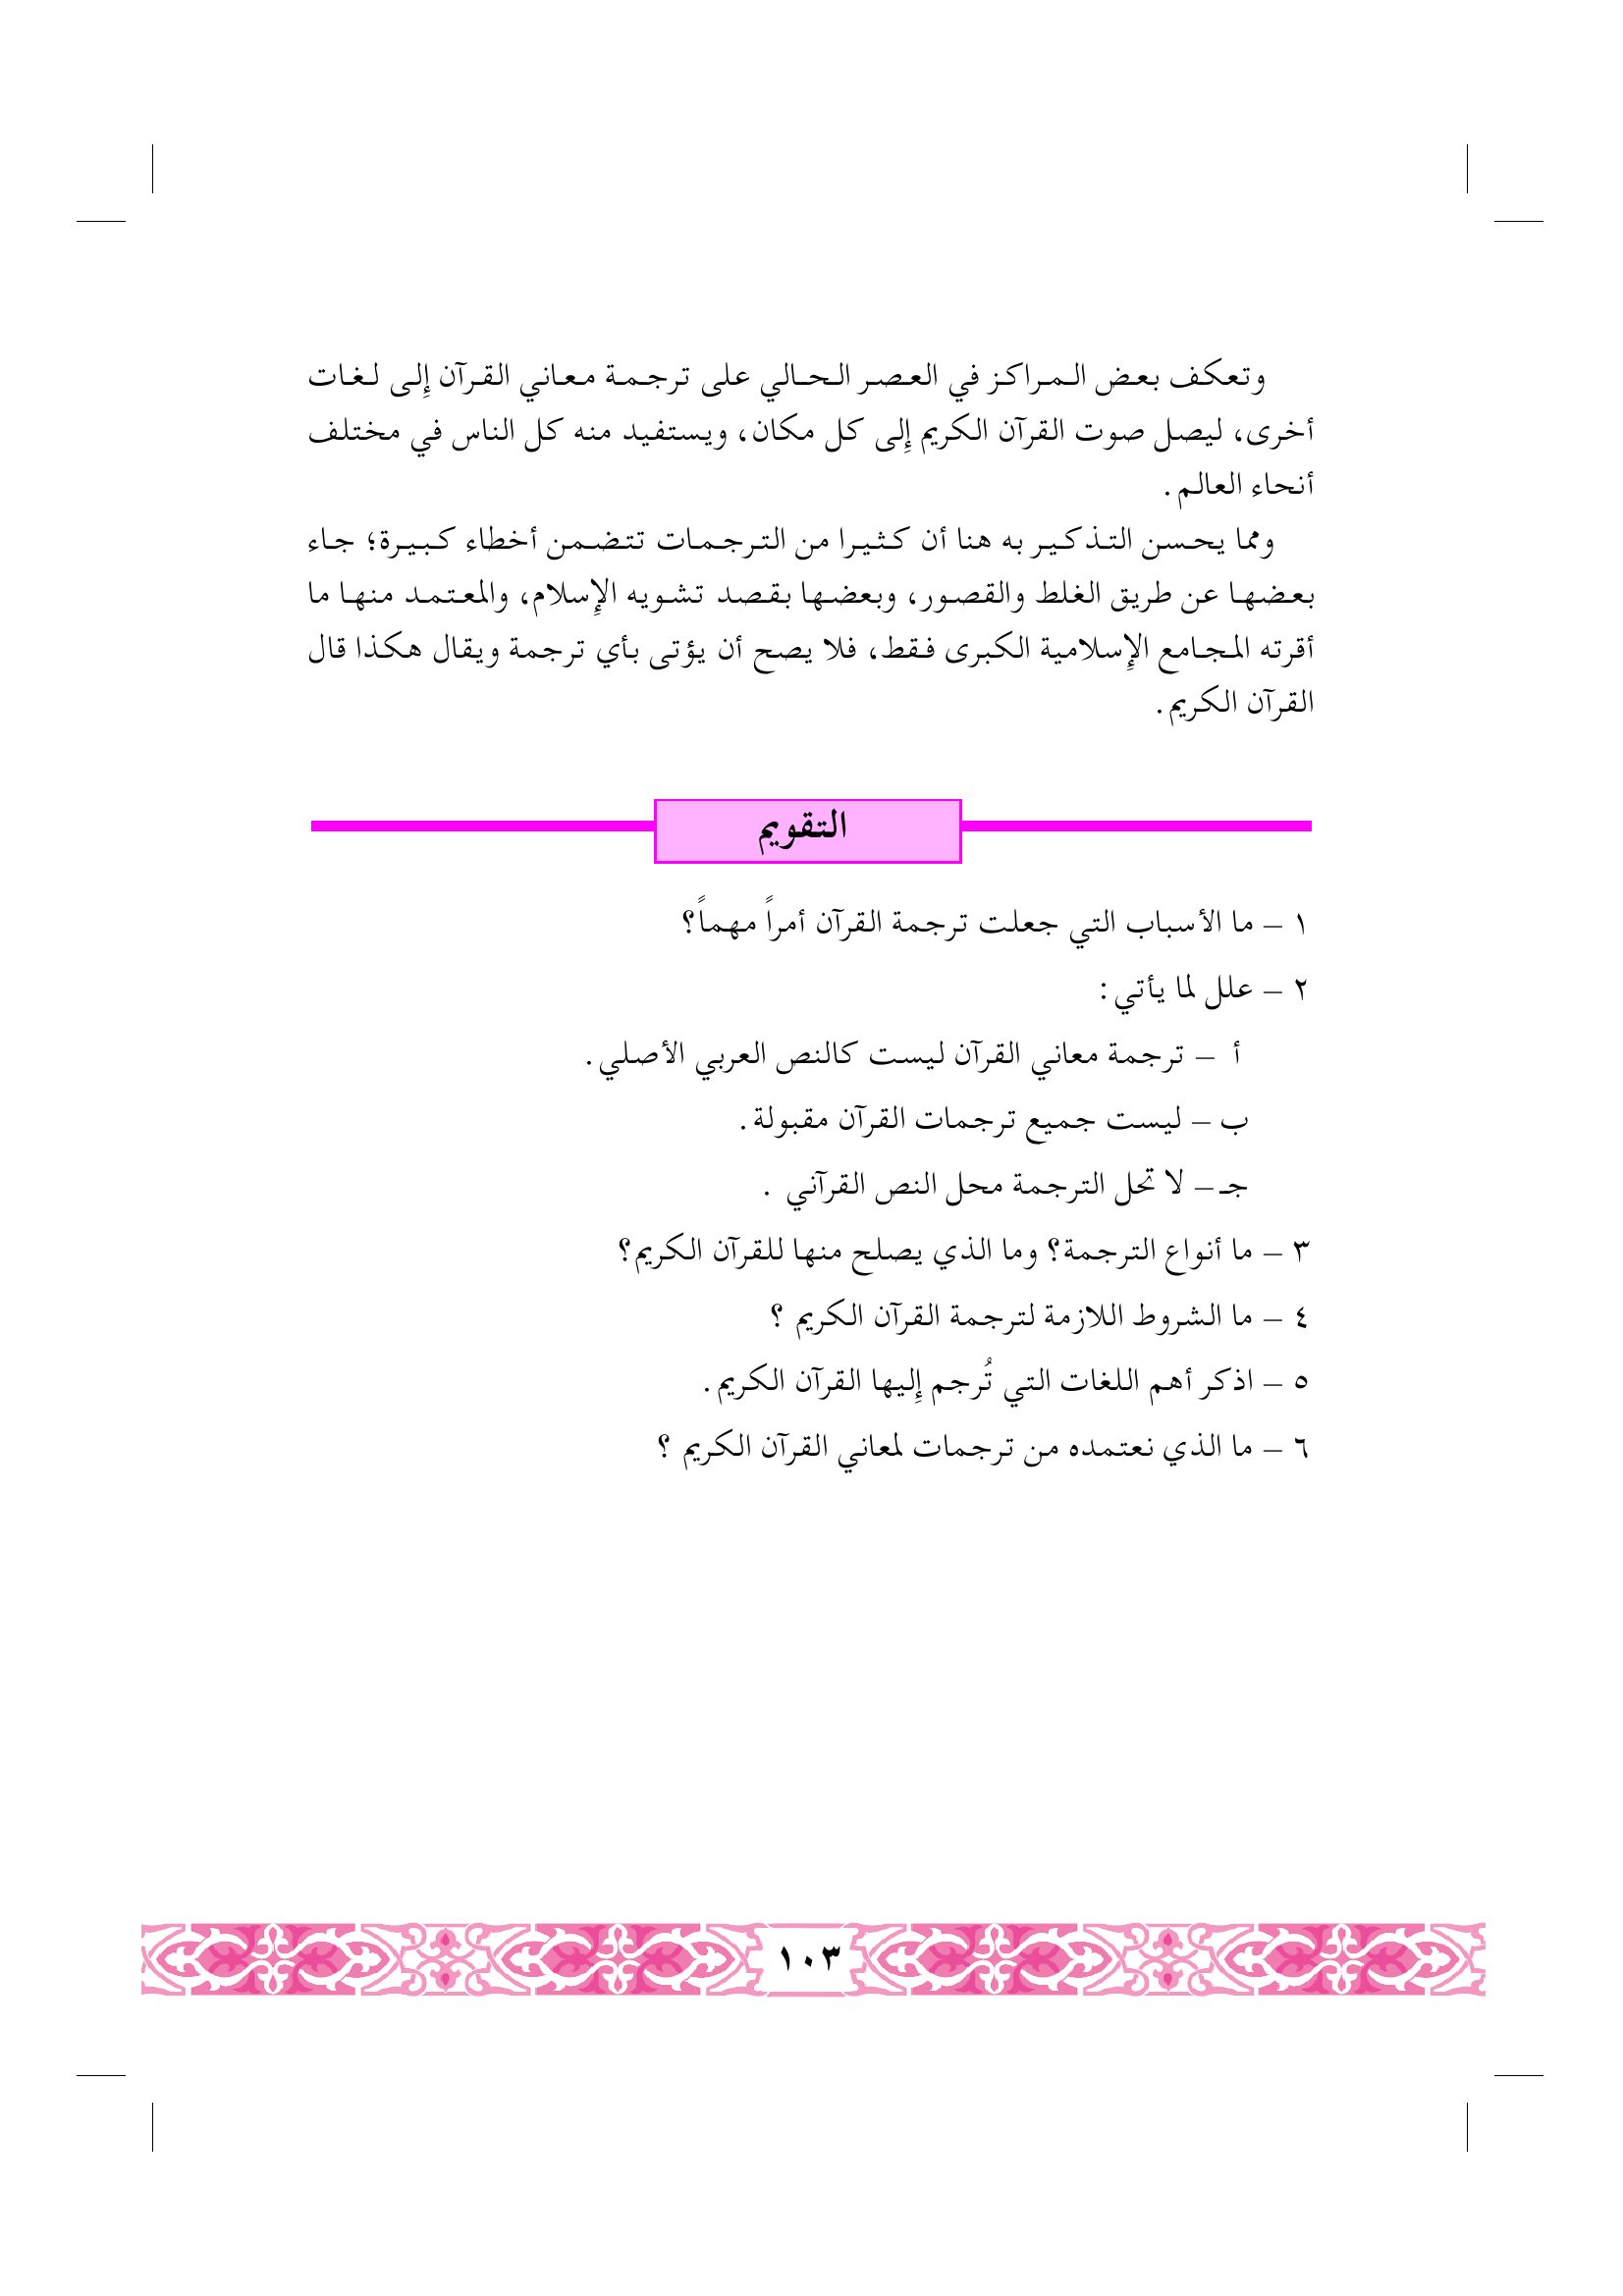 وتعكف بعض المراكز في العصر الحالي على ترجمة معاني القرآن إِلى لغات
أخرى، ليصل صوت القرآن الكريم إِلى كل مكان، ويستفيد منه كل الناس في مختلف
أنحاء العالم.
ومما يحسن التذكير به هنا أن كثيرا من الترجمات تتضمن أخطاء كبيرة؛ جاء
بعضها عن طريق الغلط والقصور، وبعضها بقصد تشويه الإِسلام، والمعتمد منها ما
أقرته المجامع الإِسلامية الكبرى فقط، فلا يصح أن يؤتى بأي ترجمة ويقال هكذا قال
القرآن الكريم.
التقويم
١ – ما الأسباب التي جعلت ترجمة القرآن أمراً مهماً؟
٢ – علل لما يأتي:
أ – ترجمة معاني القرآن ليست كالنص العربي الأصلي.
ب – ليست جميع ترجمات القرآن مقبولة.
جـ – لا تحل الترجمة محل النص القرآني .
٣ – ما أنواع الترجمة؟ وما الذي يصلح منها للقرآن الكريم؟
٤ – ما الشروط اللازمة لترجمة القرآن الكريم ؟
٥ – اذكر أهم اللغات التي تُرجم إِليها القرآن الكريم.
٦ – ما الذي نعتمده من ترجمات لمعاني القرآن الكريم ؟
١٠٣